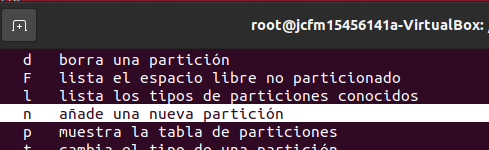 root@jcfm15456141a-VirtualBox:
d borra una partición
F lista el espacio libre no particionado
l lista los tipos de particiones conocidos
n añade una nueva partición
p muestra la tabla de particiones
t cambia el tipo de una partición